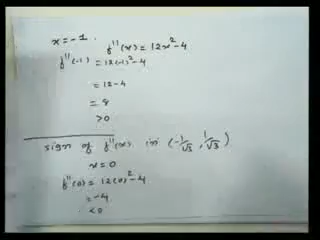 x = -1. f''(x) = 12x² - 4
f''(-1) = 12(-1)² - 4
= 12 - 4
= 8
> 0
sign of f''(x) in (-1/√3, 1/√3)
x = 0
f''(0) = 12(0)² - 4
= -4
< 0